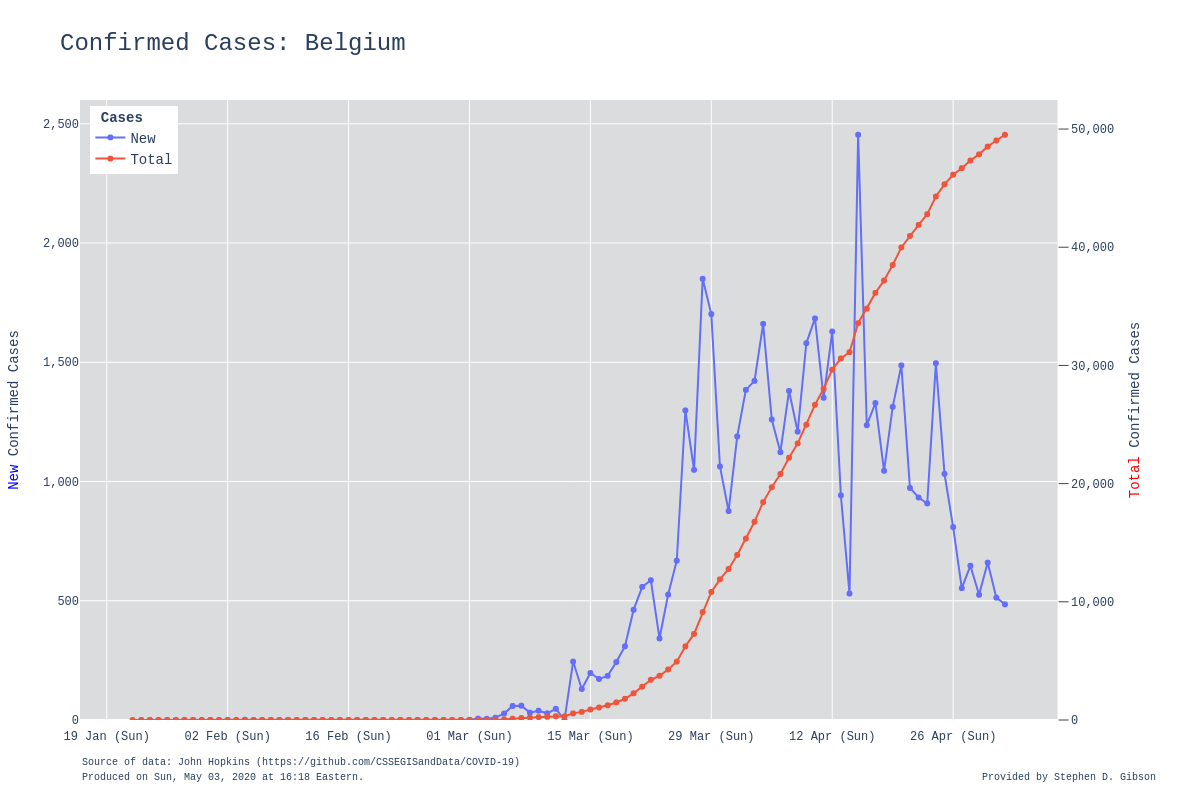 Confirmed Cases: Belgium
Cases
New
Total
2,500
2,000
1,500
1,000
500
0
50,000
40,000
30,000
20,000
10,000
0
New Confirmed Cases
Total Confirmed Cases
19 Jan (Sun) 02 Feb (Sun) 16 Feb (Sun) 01 Mar (Sun) 15 Mar (Sun) 29 Mar (Sun) 12 Apr (Sun) 26 Apr (Sun)
Source of data: John Hopkins (https://github.com/CSSEGISandData/COVID-19)
Produced on Sun, May 03, 2020 at 16:18 Eastern.
Provided by Stephen D. Gibson